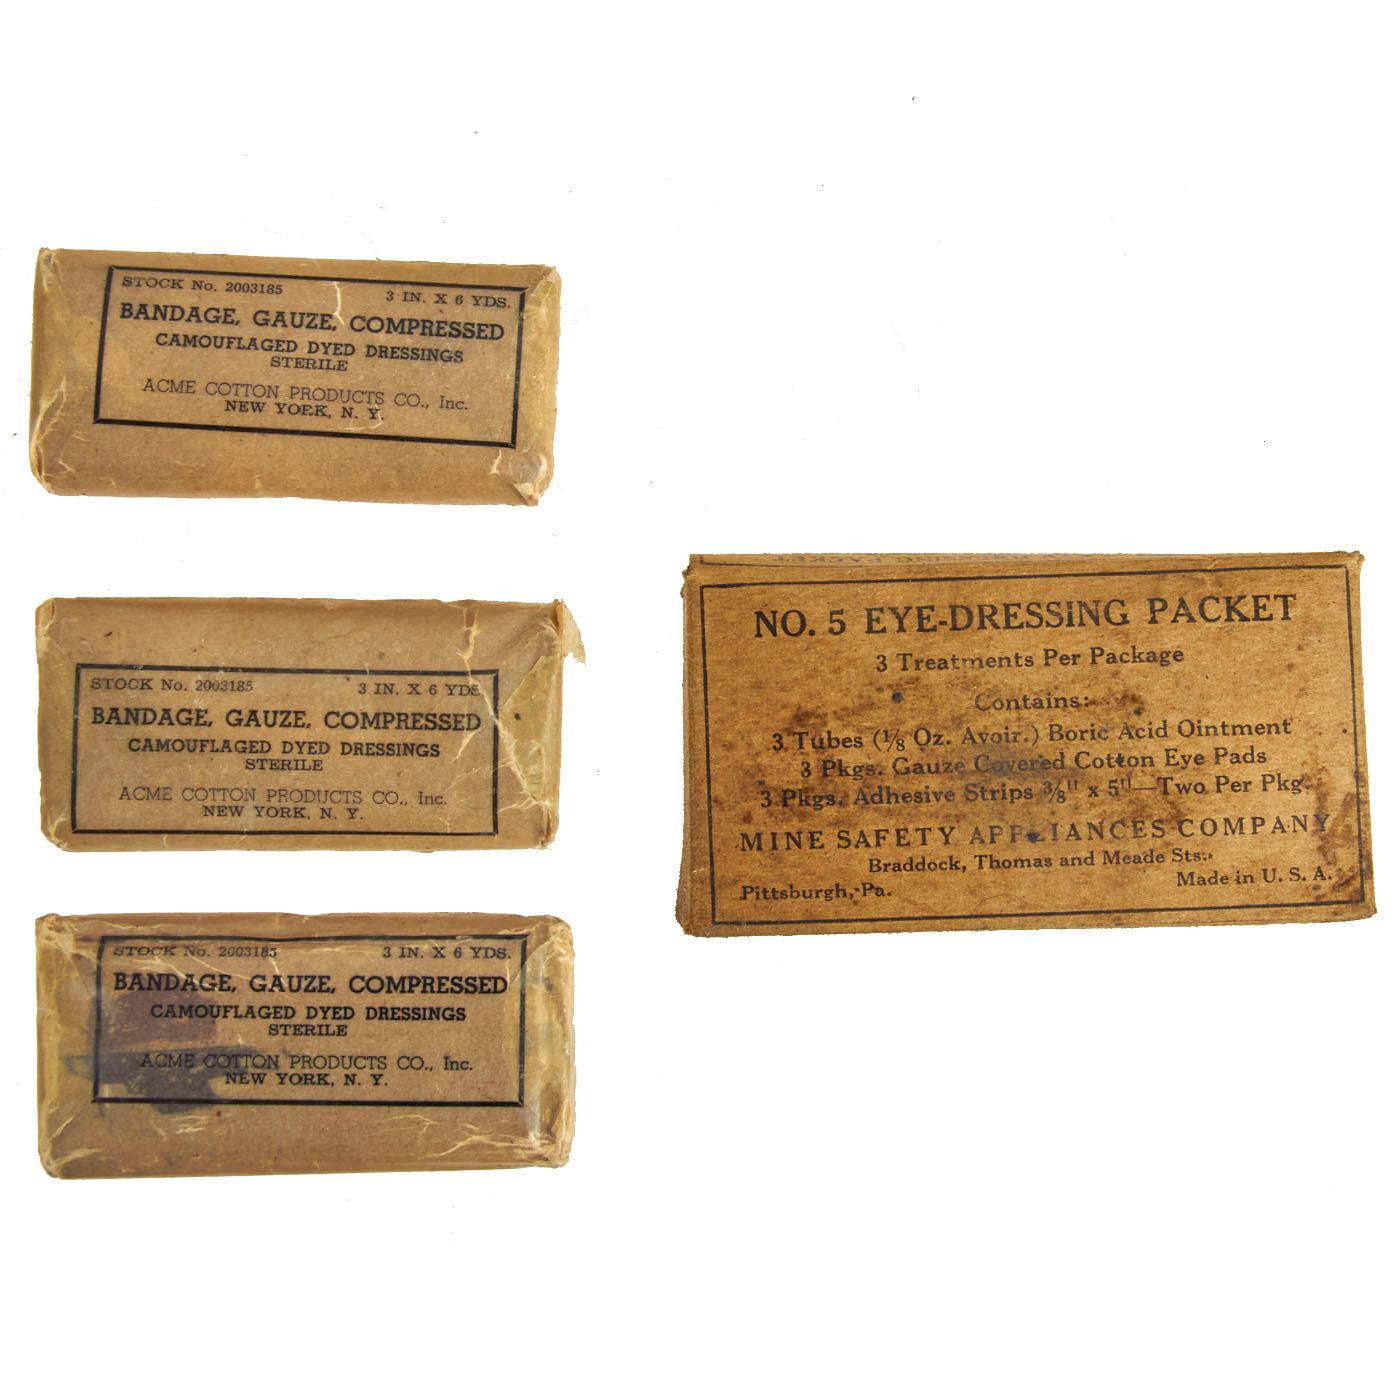 STOCK No. 2003185 3 IN. X 6 YDS.
BANDAGE, GAUZE, COMPRESSED
CAMOUFLAGED DYED DRESSINGS
STERILE
ACME COTTON PRODUCTS CO., Inc.
NEW YORK, N. Y.
STOCK No. 2003185 3 IN. X 6 YDS
BANDAGE, GAUZE, COMPRESSED
CAMOUFLAGED DYED DRESSINGS
STERILE
ACME COTTON PRODUCTS CO., Inc.
NEW YORK, N. Y.
STOCK No. 2003185 3 IN. X 6 YDS.
BANDAGE, GAUZE, COMPRESSED
CAMOUFLAGED DYED DRESSINGS
STERILE
ACME COTTON PRODUCTS CO., Inc.
NEW YORK, N. Y.
DRESSING PACKET
NO. 5 EYE-DRESSING PACKET
3 Treatments Per Package
Contains:
3 Tubes (⅛ Oz. Avoir.) Boric Acid Ointment
3 Pkgs. Gauze Covered Cotton Eye Pads
3 Pkgs. Adhesive Strips ⅜" x 5"—Two Per Pkg.
MINE SAFETY APPLIANCES COMPANY
Braddock, Thomas and Meade Sts.
Pittsburgh, Pa. Made in U. S. A.